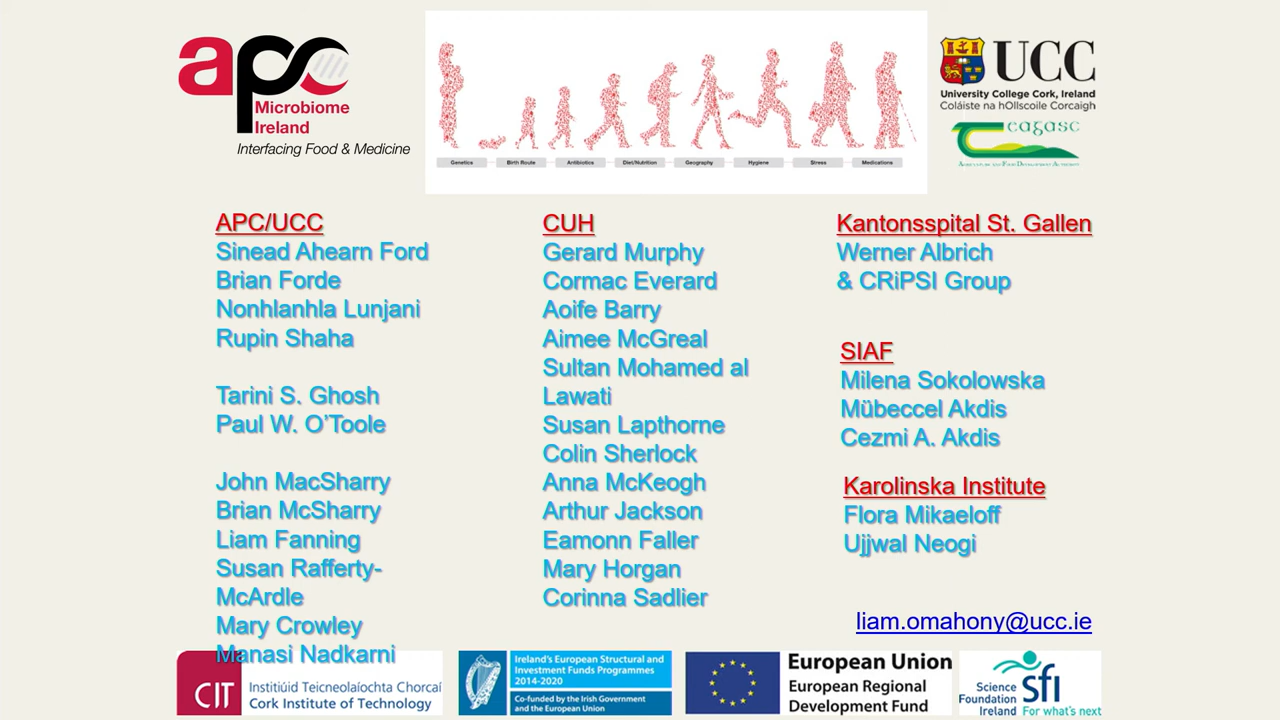 apc
Microbiome
Ireland
Interfacing Food & Medicine
Genetics
Birth Route
Antibiotics
Diet/Nutrition
Geography
Hygiene
Stress
Medications
UCC
University College Cork, Ireland
Coláiste na hOllscoile Corcaigh
eagasc
Agriculture and Food Development Authority
APC/UCC
Sinead Ahearn Ford
Brian Forde
Nonhlanhla Lunjani
Rupin Shaha
Tarini S. Ghosh
Paul W. O’Toole
John MacSharry
Brian McSharry
Liam Fanning
Susan Rafferty-
McArdle
Mary Crowley
Manasi Nadkarni
CUH
Gerard Murphy
Cormac Everard
Aoife Barry
Aimee McGreal
Sultan Mohamed al
Lawati
Susan Lapthorne
Colin Sherlock
Anna McKeogh
Arthur Jackson
Eamonn Faller
Mary Horgan
Corinna Sadlier
Kantonsspital St. Gallen
Werner Albrich
& CRiPSI Group
SIAF
Milena Sokolowska
Mübeccel Akdis
Cezmi A. Akdis
Karolinska Institute
Flora Mikaeloff
Ujjwal Neogi
liam.omahony@ucc.ie
CIT
Institiúid Teicneolaíochta Chorcaí
Cork Institute of Technology
Ireland's European Structural and
Investment Funds Programmes
2014-2020
Co-funded by the Irish Government
and the European Union
European Union
European Regional
Development Fund
sfi
Science
Foundation
Ireland
For what's next